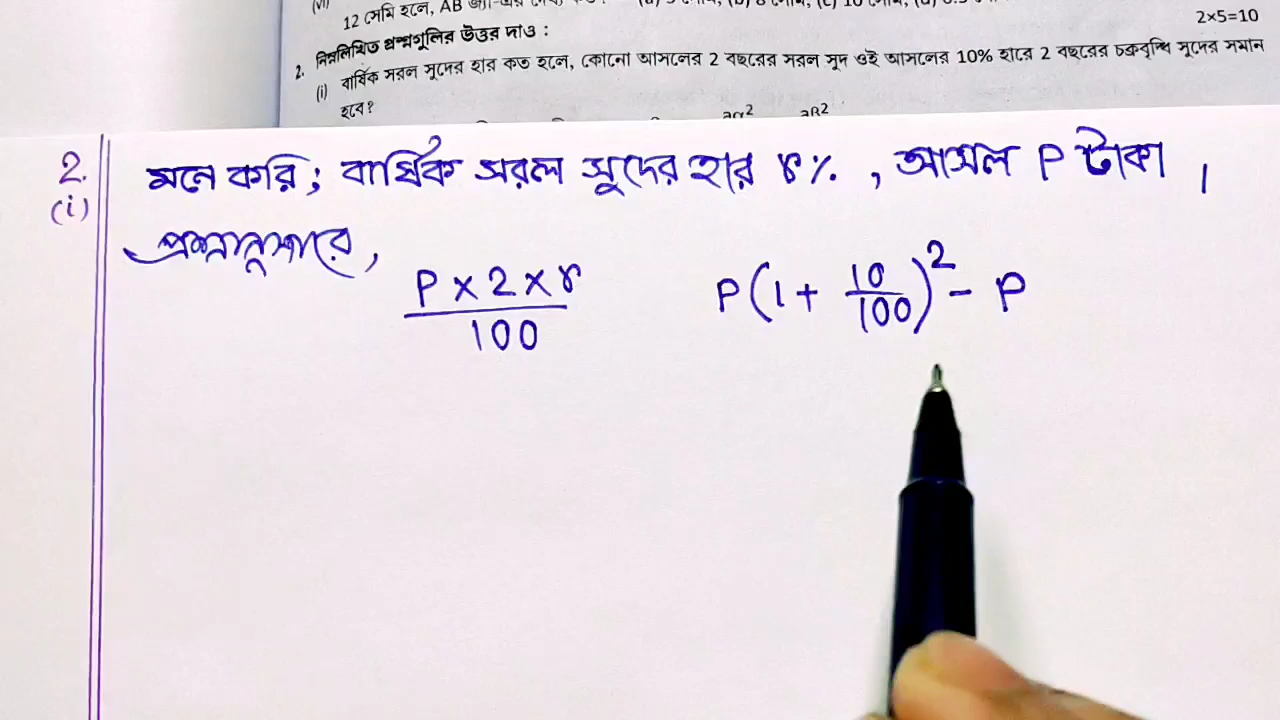 (vi) 12 সেমি হলে, AB জ্যা-এর
নিম্নলিখিত প্রশ্নগুলির উত্তর দাও :
2×5=10
2. (i) বার্ষিক সরল সুদের হার কত হলে, কোনো আসলের 2 বছরের সরল সুদ ওই আসলের 10% হারে 2 বছরের চক্রবৃদ্ধি সুদের সমান
হবে?
2. মনে করি; বার্ষিক সরল সুদের হার r%, আসল P টাকা ।
(i)
প্রশ্নানুসারে,
P × 2 × r / 100 P(1 + 10/100)² - P